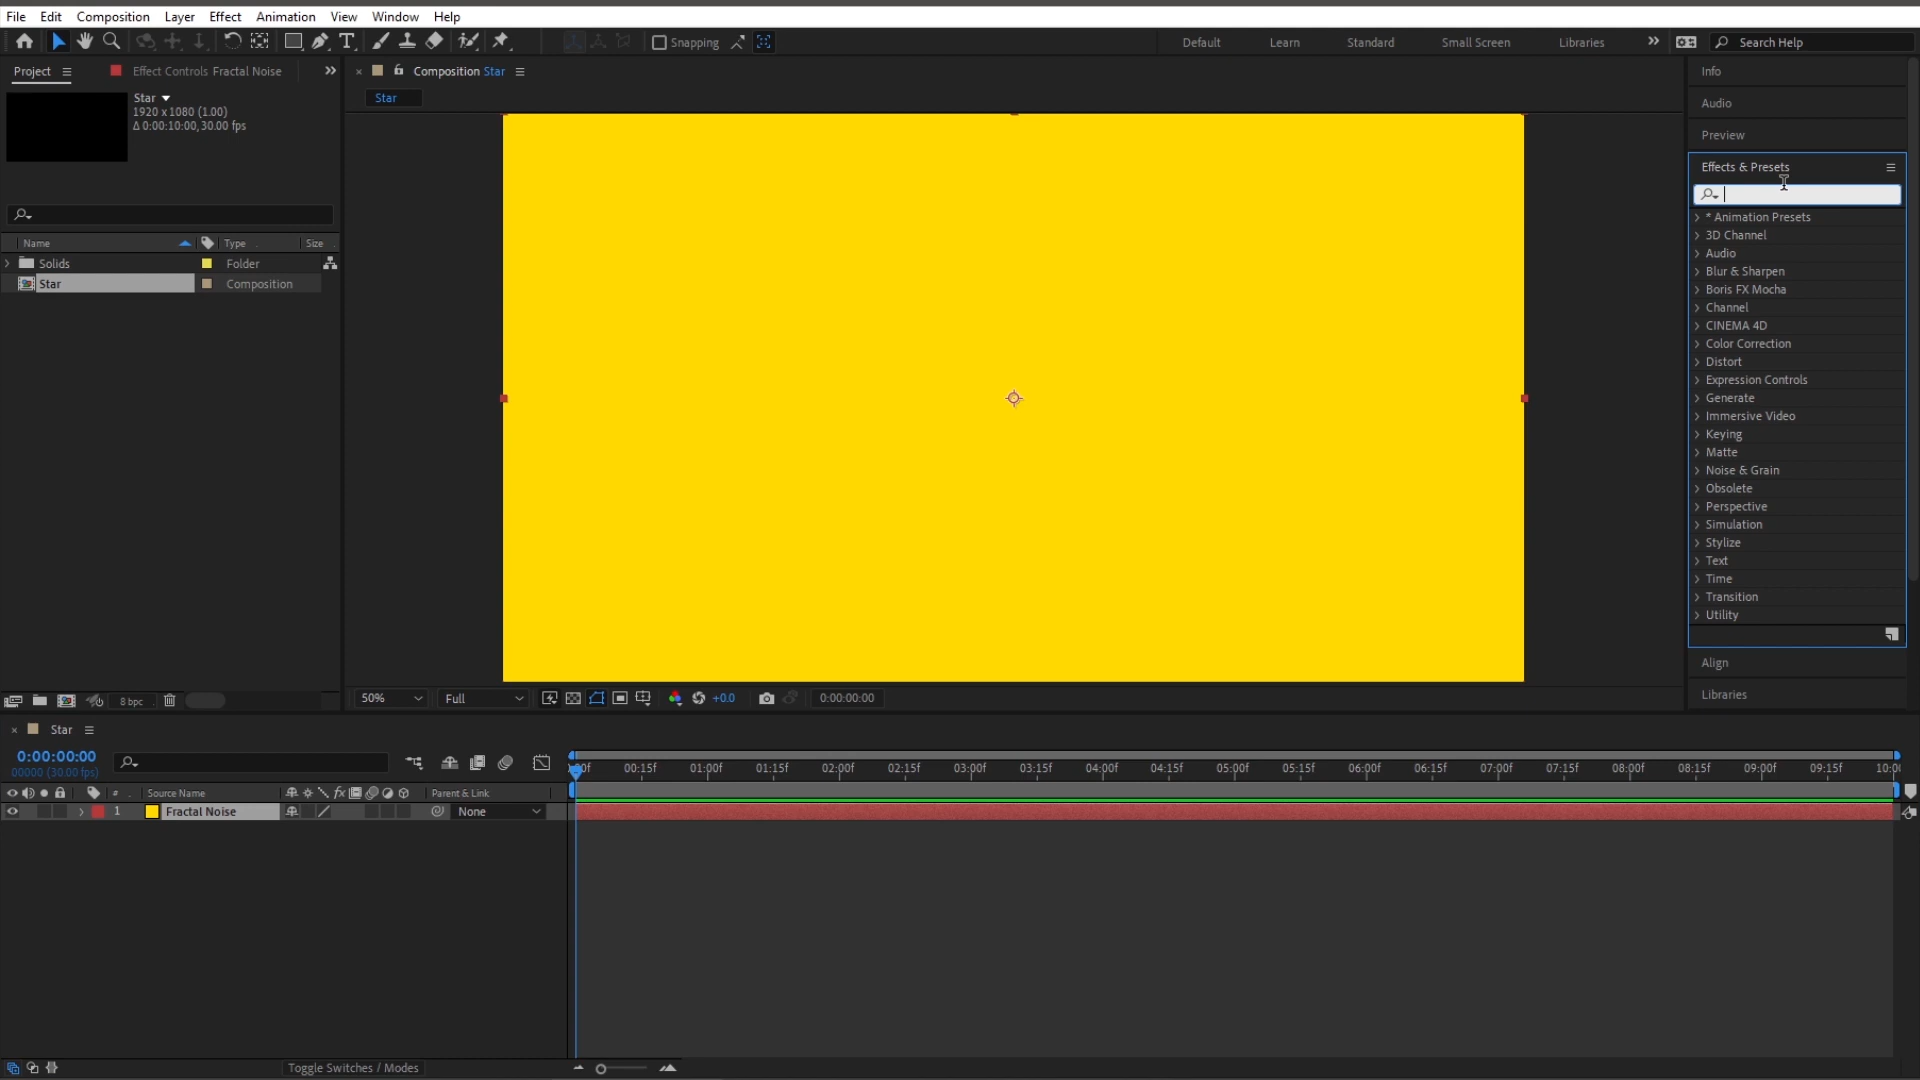 File Edit Composition Layer Effect Animation View Window Help
Snapping Default Learn Standard Small Screen Libraries Search Help
Project Effect Controls Fractal Noise
Composition Star
Star
Star
1920 x 1080 (1.00)
Δ 0:00:10:00, 30.00 fps
Name Type Size
Solids Folder
Star Composition
8 bpc
50% Full +0.0 0:00:00:00
Info
Audio
Preview
Effects & Presets
* Animation Presets
3D Channel
Audio
Blur & Sharpen
Boris FX Mocha
Channel
CINEMA 4D
Color Correction
Distort
Expression Controls
Generate
Immersive Video
Keying
Matte
Noise & Grain
Obsolete
Perspective
Simulation
Stylize
Text
Time
Transition
Utility
Align
Libraries
Star
0:00:00:00
00000 (30.00 fps)
00:15f 01:00f 01:15f 02:00f 02:15f 03:00f 03:15f 04:00f 04:15f 05:00f 05:15f 06:00f 06:15f 07:00f 07:15f 08:00f 08:15f 09:00f 09:15f 10:00
# Source Name fx Parent & Link
1 Fractal Noise None
Toggle Switches / Modes